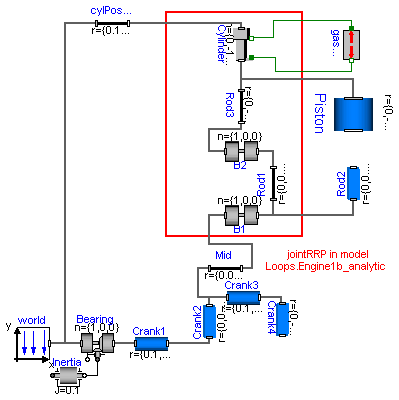 cylPos...
r={0.1...
n={0,-1...
Cylinder
gas...
Rod3
r={0,-...
Piston
r={0,-...
n={1,0,0}
B2
Rod1
r={0,0...
Rod2
r={0,0...
n={1,0,0}
B1
jointRRP in model
Loops.Engine1b_analytic
Mid
r={0,0...
Crank3
r={0.1,...
Crank2
r={0,0...
Crank4
r={0,-...
y
world
x
Bearing
n={1,0,0}
Crank1
r={0.1,...
Inertia
J=0.1